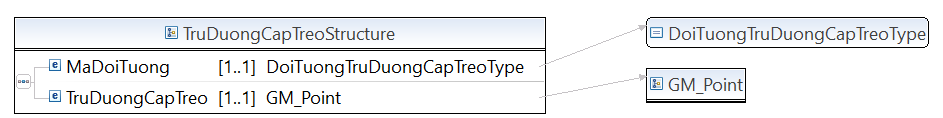 TruDuongCapTreoStructure
MaDoiTuong [1..1] DoiTuongTruDuongCapTreoType
TruDuongCapTreo [1..1] GM_Point
DoiTuongTruDuongCapTreoType
GM_Point